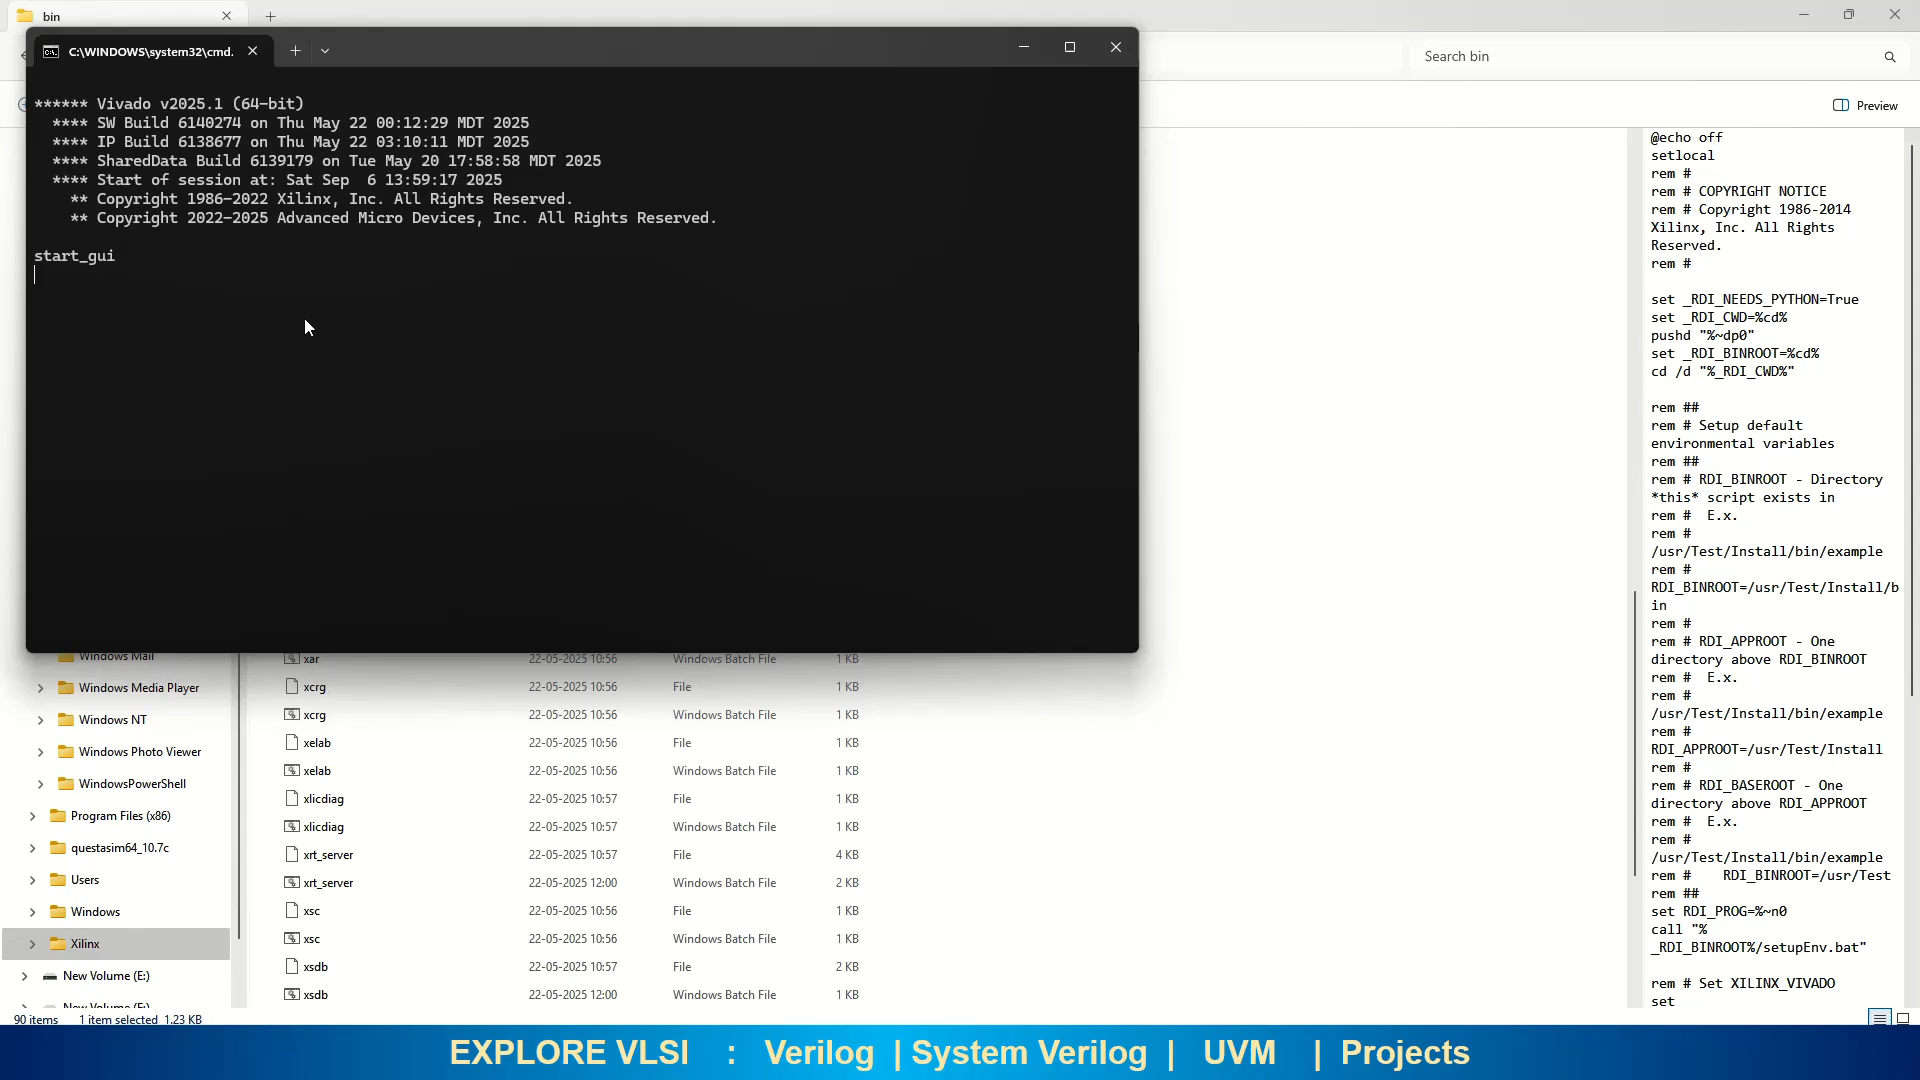 bin
C:\WINDOWS\system32\cmd.
Search bin
Preview
****** Vivado v2025.1 (64-bit)
**** SW Build 6140274 on Thu May 22 00:12:29 MDT 2025
**** IP Build 6138677 on Thu May 22 03:10:11 MDT 2025
**** SharedData Build 6139179 on Tue May 20 17:58:58 MDT 2025
**** Start of session at: Sat Sep  6 13:59:17 2025
** Copyright 1986-2022 Xilinx, Inc. All Rights Reserved.
** Copyright 2022-2025 Advanced Micro Devices, Inc. All Rights Reserved.
start_gui
Windows Mail
Windows Media Player
Windows NT
Windows Photo Viewer
WindowsPowerShell
Program Files (x86)
questasim64_10.7c
Users
Windows
Xilinx
New Volume (E:)
New Volume (F:)
xar 22-05-2025 10:56 Windows Batch File 1 KB
xcrg 22-05-2025 10:56 File 1 KB
xcrg 22-05-2025 10:56 Windows Batch File 1 KB
xelab 22-05-2025 10:56 File 1 KB
xelab 22-05-2025 10:56 Windows Batch File 1 KB
xlicdiag 22-05-2025 10:57 File 1 KB
xlicdiag 22-05-2025 10:57 Windows Batch File 1 KB
xrt_server 22-05-2025 10:57 File 4 KB
xrt_server 22-05-2025 12:00 Windows Batch File 2 KB
xsc 22-05-2025 10:56 File 1 KB
xsc 22-05-2025 10:56 Windows Batch File 1 KB
xsdb 22-05-2025 10:57 File 2 KB
xsdb 22-05-2025 12:00 Windows Batch File 1 KB
@echo off
setlocal
rem #
rem # COPYRIGHT NOTICE
rem # Copyright 1986-2014
Xilinx, Inc. All Rights
Reserved.
rem #
set _RDI_NEEDS_PYTHON=True
set _RDI_CWD=%cd%
pushd "%~dp0"
set _RDI_BINROOT=%cd%
cd /d "%_RDI_CWD%"
rem ##
rem # Setup default
environmental variables
rem ##
rem # RDI_BINROOT - Directory
*this* script exists in
rem #  E.x.
rem #
/usr/Test/Install/bin/example
rem #
RDI_BINROOT=/usr/Test/Install/b
in
rem #
rem # RDI_APPROOT - One
directory above RDI_BINROOT
rem #  E.x.
rem #
/usr/Test/Install/bin/example
rem #
RDI_APPROOT=/usr/Test/Install
rem #
rem # RDI_BASEROOT - One
directory above RDI_APPROOT
rem #  E.x.
rem #
/usr/Test/Install/bin/example
rem #    RDI_BINROOT=/usr/Test
rem ##
set RDI_PROG=%~n0
call "%
_RDI_BINROOT%/setupEnv.bat"
rem # Set XILINX_VIVADO
set
90 items 1 item selected 1.23 KB
EXPLORE VLSI : Verilog | System Verilog | UVM | Projects